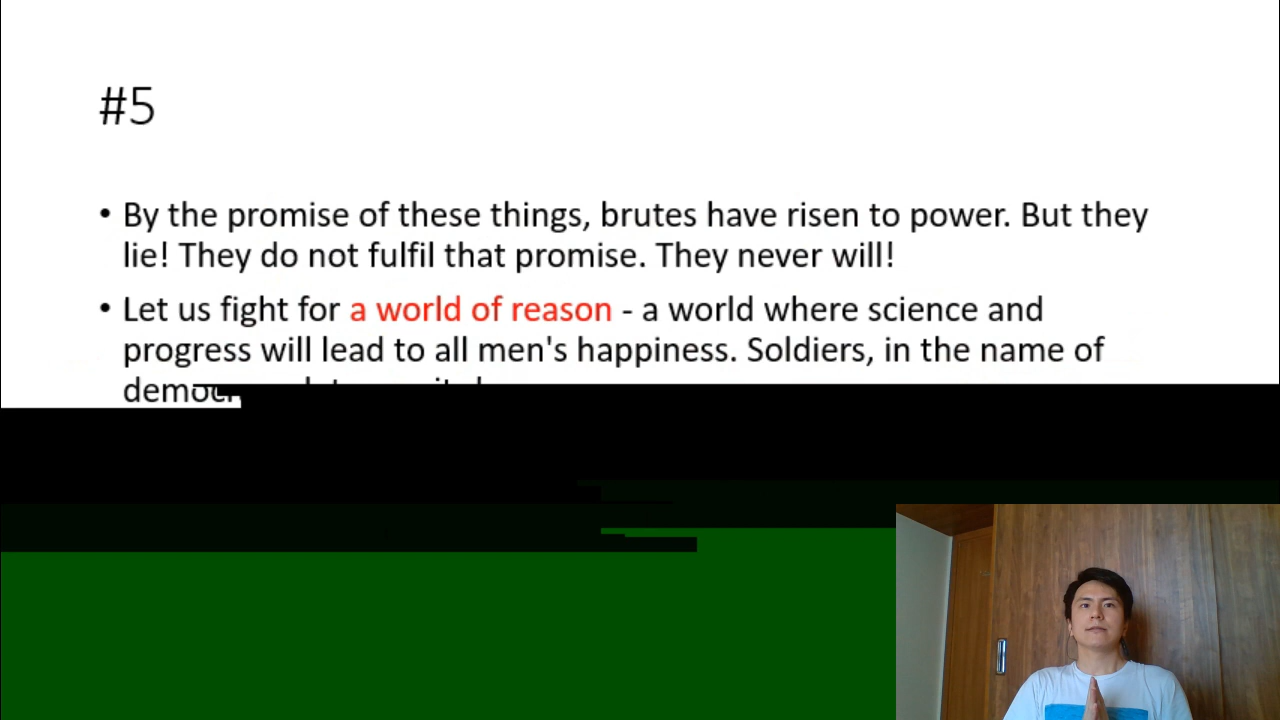 #5
• By the promise of these things, brutes have risen to power. But they
lie! They do not fulfil that promise. They never will!
• Let us fight for a world of reason - a world where science and
progress will lead to all men's happiness. Soldiers, in the name of